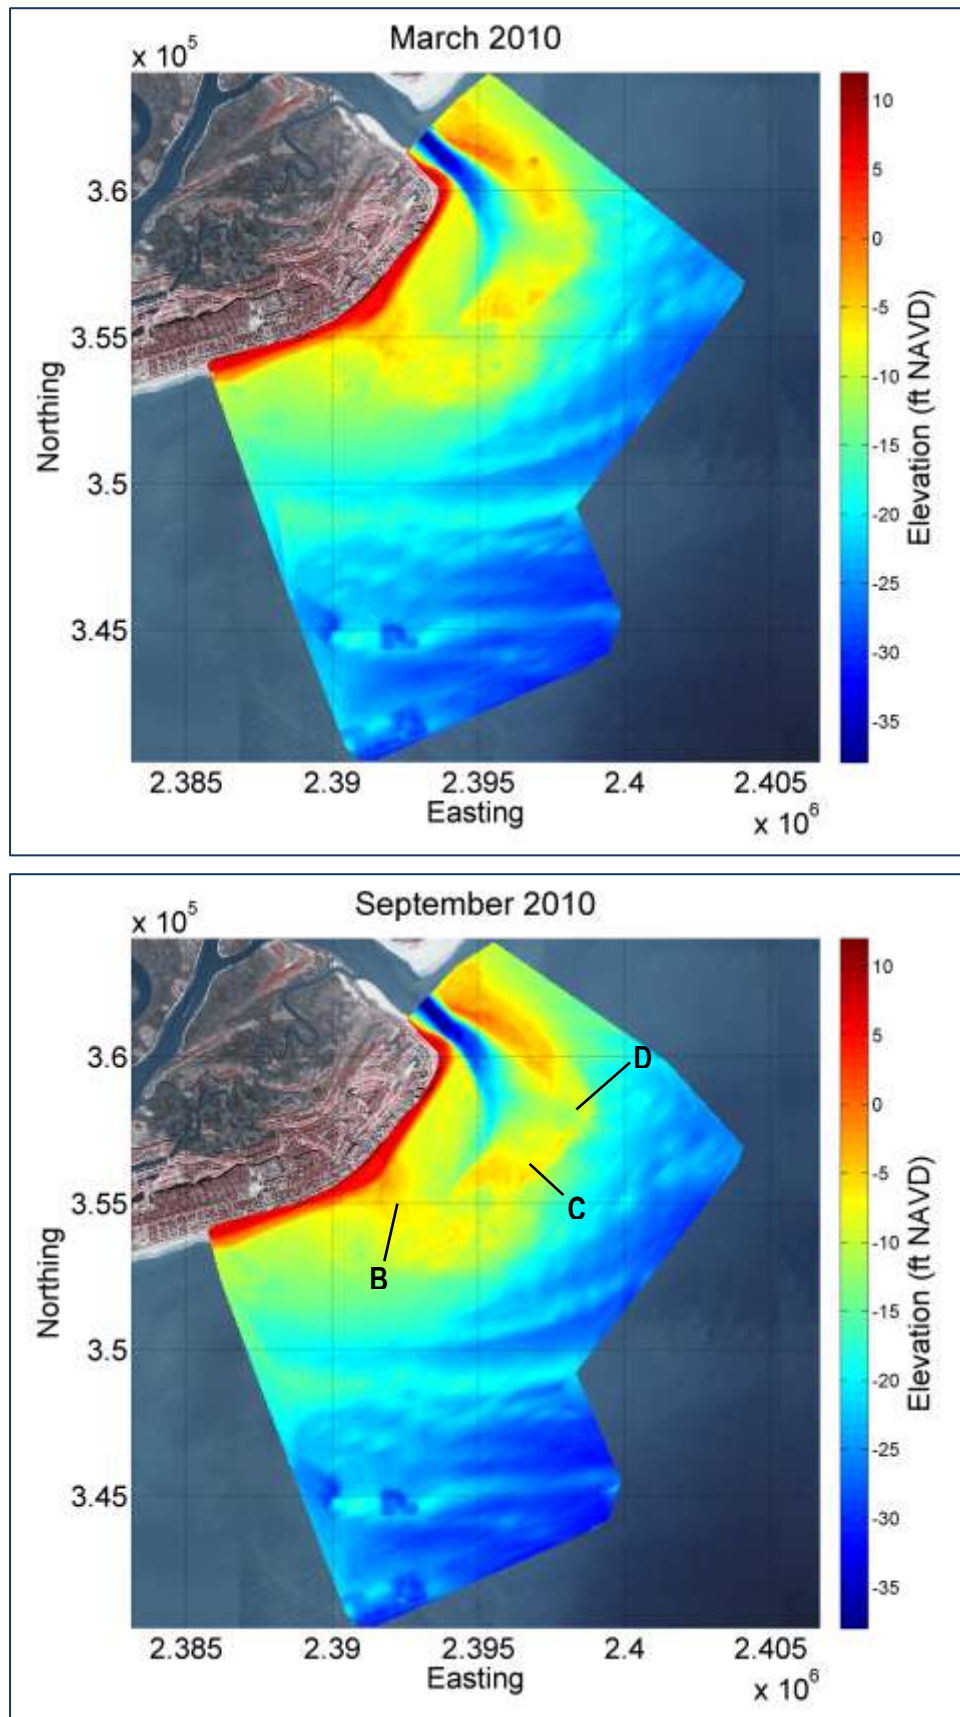 March 2010
x 10⁵
3.6
3.55
3.5
3.45
Northing
2.385 2.39 2.395 2.4 2.405
Easting
x 10⁶
10
5
0
-5
-10
-15
-20
-25
-30
-35
Elevation (ft NAVD)
September 2010
x 10⁵
3.6
3.55
3.5
3.45
Northing
D
C
B
2.385 2.39 2.395 2.4 2.405
Easting
x 10⁶
10
5
0
-5
-10
-15
-20
-25
-30
-35
Elevation (ft NAVD)